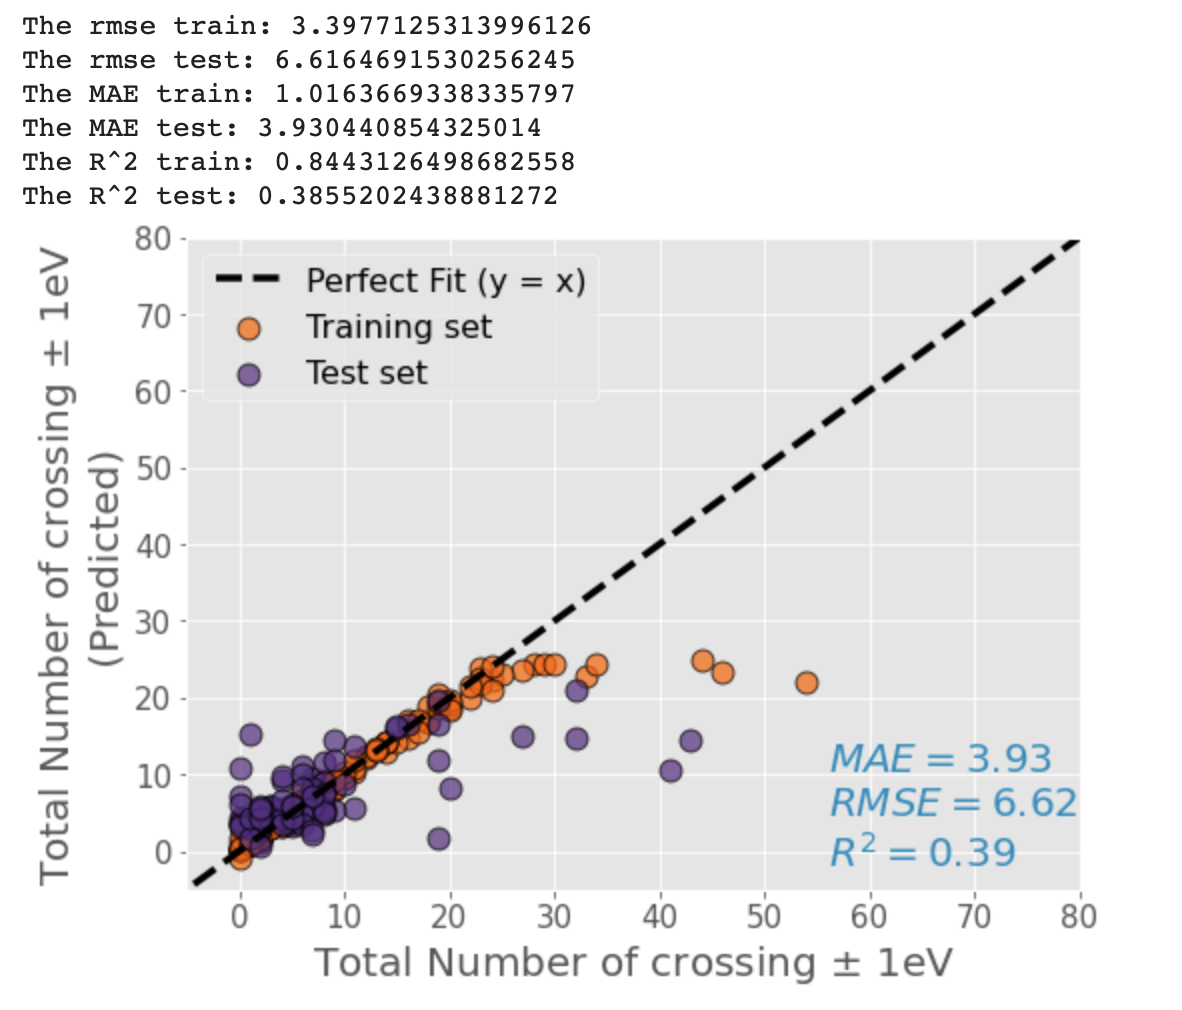 The rmse train: 3.3977125313996126
The rmse test: 6.6164691530256245
The MAE train: 1.0163669338335797
The MAE test: 3.930440854325014
The R^2 train: 0.8443126498682558
The R^2 test: 0.3855202438881272
Total Number of crossing ± 1eV
(Predicted)
80
70
60
50
40
30
20
10
0
Perfect Fit (y = x)
Training set
Test set
MAE = 3.93
RMSE = 6.62
R² = 0.39
0 10 20 30 40 50 60 70 80
Total Number of crossing ± 1eV